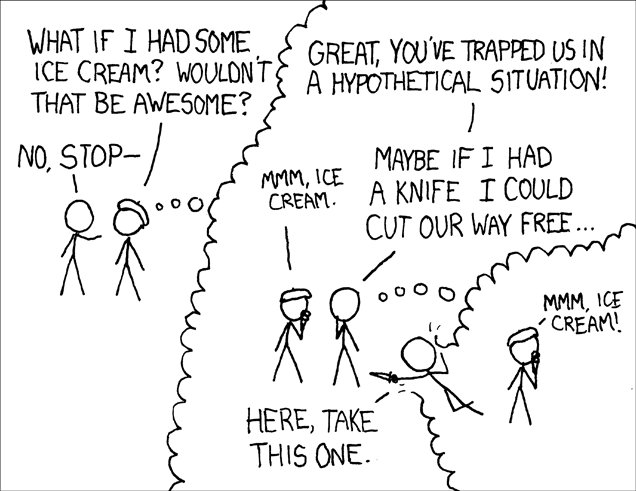 WHAT IF I HAD SOME
ICE CREAM? WOULDN'T
THAT BE AWESOME?
NO, STOP—
GREAT, YOU'VE TRAPPED US IN
A HYPOTHETICAL SITUATION!
MMM, ICE
CREAM.
MAYBE IF I HAD
A KNIFE I COULD
CUT OUR WAY FREE...
MMM, ICE
CREAM!
HERE, TAKE
THIS ONE.